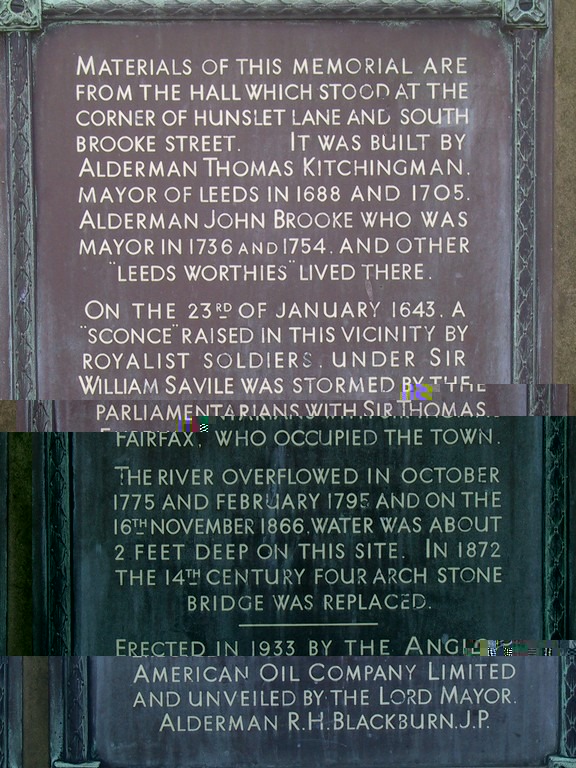 MATERIALS OF THIS MEMORIAL ARE
FROM THE HALL WHICH STOOD AT THE
CORNER OF HUNSLET LANE AND SOUTH
BROOKE STREET. IT WAS BUILT BY
ALDERMAN THOMAS KITCHINGMAN.
MAYOR OF LEEDS IN 1688 AND 1705.
ALDERMAN JOHN BROOKE WHO WAS
MAYOR IN 1736 AND 1754. AND OTHER
"LEEDS WORTHIES" LIVED THERE.
ON THE 23RD OF JANUARY 1643. A
"SCONCE" RAISED IN THIS VICINITY BY
ROYALIST SOLDIERS. UNDER SIR
WILLIAM SAVILE WAS STORMED BY THE
PARLIAMENTARIANS WITH SIR THOMAS
FAIRFAX, WHO OCCUPIED THE TOWN.
THE RIVER OVERFLOWED IN OCTOBER
1775 AND FEBRUARY 1795 AND ON THE
16TH NOVEMBER 1866. WATER WAS ABOUT
2 FEET DEEP ON THIS SITE. IN 1872
THE 14TH CENTURY FOUR ARCH STONE
BRIDGE WAS REPLACED.
ERECTED IN 1933 BY THE ANGLO
AMERICAN OIL COMPANY LIMITED
AND UNVEILED BY THE LORD MAYOR.
ALDERMAN R.H. BLACKBURN. J.P.